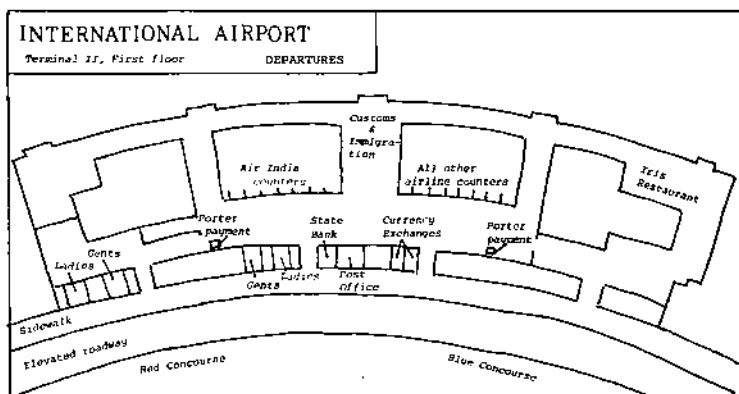 INTERNATIONAL AIRPORT
Terminal II, First floor DEPARTURES
Customs
&
Immigra-
tion
Air India
counters
All other
airline counters
Iris
Restaurant
Porter
payment
State
Bank
Currency
Exchanges
Porter
payment
Gents
Ladies
Ladies
Gents
Post
Office
Sidewalk
Elevated roadway
Red Concourse
Blue Concourse